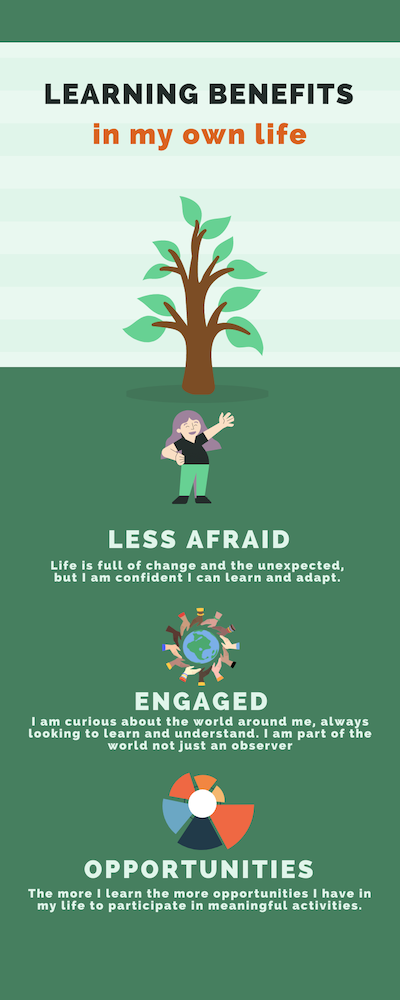 LEARNING BENEFITS
in my own life
LESS AFRAID
Life is full of change and the unexpected,
but I am confident I can learn and adapt.
ENGAGED
I am curious about the world around me, always
looking to learn and understand. I am part of the
world not just an observer
OPPORTUNITIES
The more I learn the more opportunities I have in
my life to participate in meaningful activities.